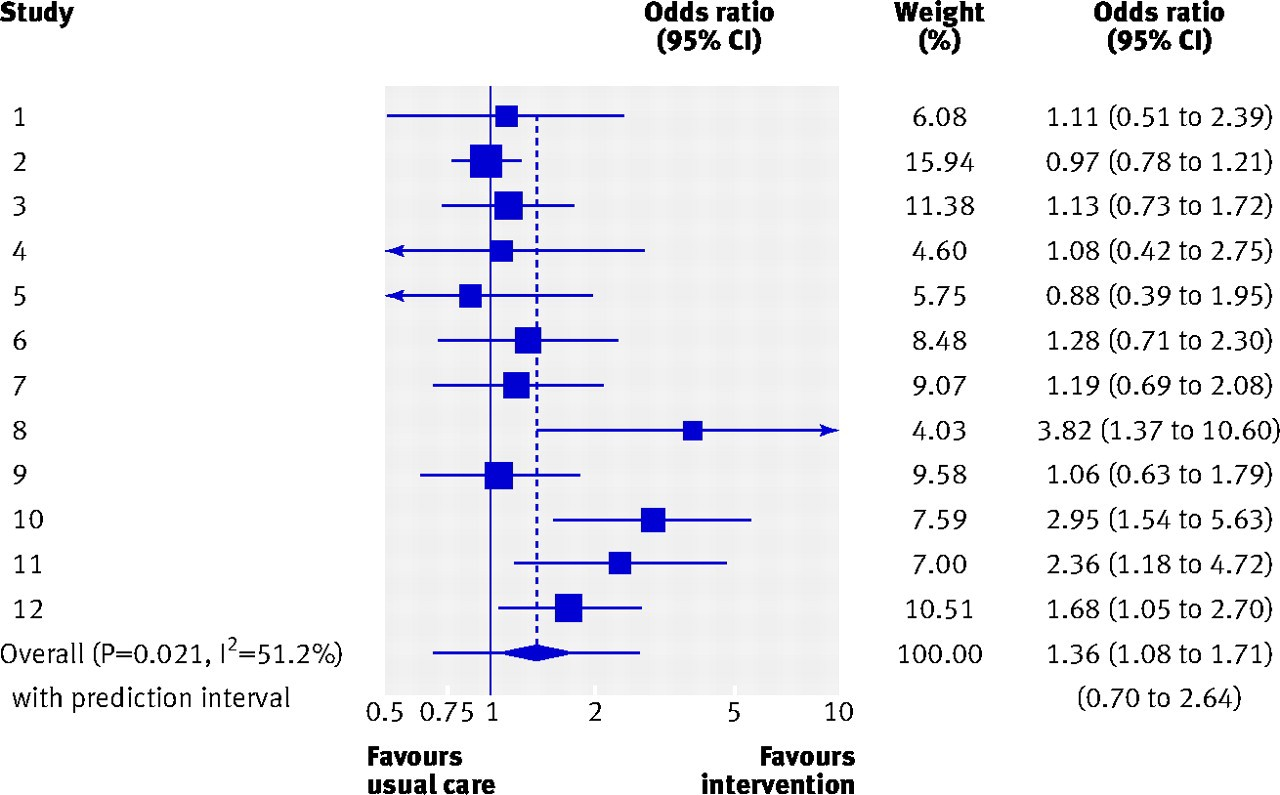 Study Odds ratio (95% CI) Weight (%) Odds ratio (95% CI)
1 6.08 1.11 (0.51 to 2.39)
2 15.94 0.97 (0.78 to 1.21)
3 11.38 1.13 (0.73 to 1.72)
4 4.60 1.08 (0.42 to 2.75)
5 5.75 0.88 (0.39 to 1.95)
6 8.48 1.28 (0.71 to 2.30)
7 9.07 1.19 (0.69 to 2.08)
8 4.03 3.82 (1.37 to 10.60)
9 9.58 1.06 (0.63 to 1.79)
10 7.59 2.95 (1.54 to 5.63)
11 7.00 2.36 (1.18 to 4.72)
12 10.51 1.68 (1.05 to 2.70)
Overall (P=0.021, I²=51.2%) 100.00 1.36 (1.08 to 1.71)
with prediction interval (0.70 to 2.64)
0.5 0.75 1 2 5 10
Favours usual care Favours intervention